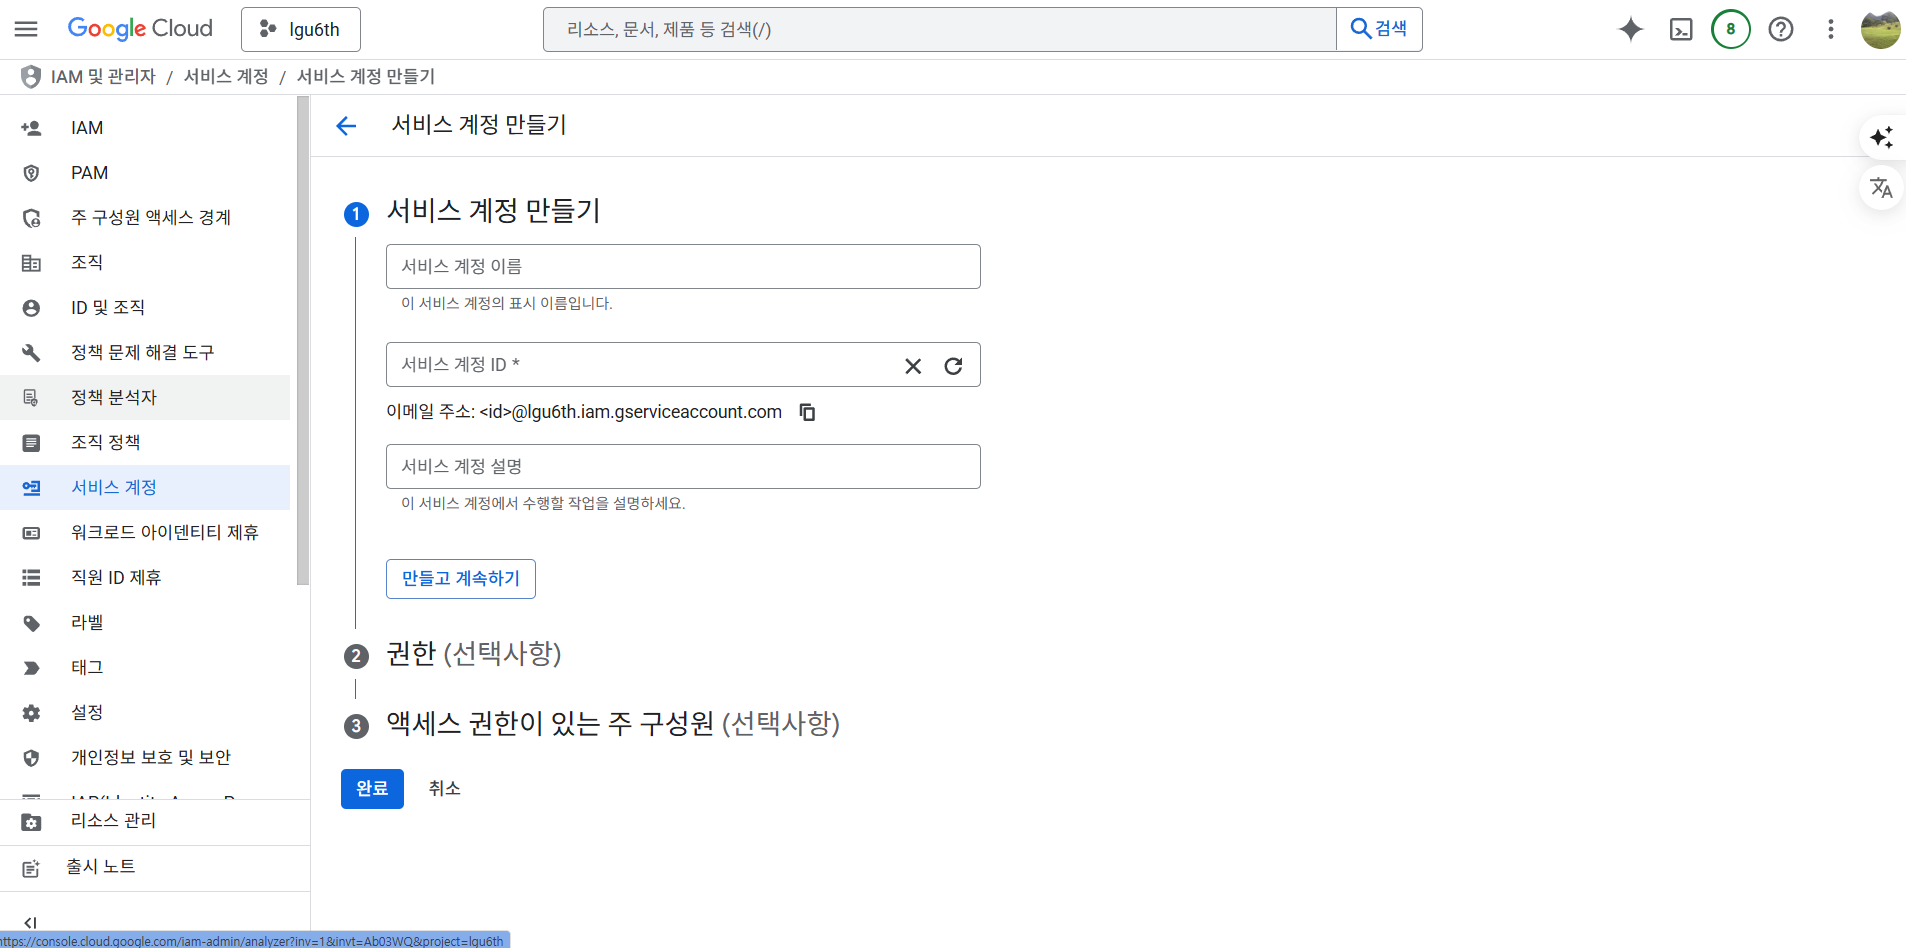 Google Cloud
lgu6th
리소스, 문서, 제품 등 검색(/)
검색
8
IAM 및 관리자 / 서비스 계정 / 서비스 계정 만들기
IAM
PAM
주 구성원 액세스 경계
조직
ID 및 조직
정책 문제 해결 도구
정책 분석자
조직 정책
서비스 계정
워크로드 아이덴티티 제휴
직원 ID 제휴
라벨
태그
설정
개인정보 보호 및 보안
리소스 관리
출시 노트
서비스 계정 만들기
1 서비스 계정 만들기
서비스 계정 이름
이 서비스 계정의 표시 이름입니다.
서비스 계정 ID *
이메일 주소: <id>@lgu6th.iam.gserviceaccount.com
서비스 계정 설명
이 서비스 계정에서 수행할 작업을 설명하세요.
만들고 계속하기
2 권한 (선택사항)
3 액세스 권한이 있는 주 구성원 (선택사항)
완료 취소
https://console.cloud.google.com/iam-admin/analyzer?inv=1&invt=Ab03WQ&project=lgu6th